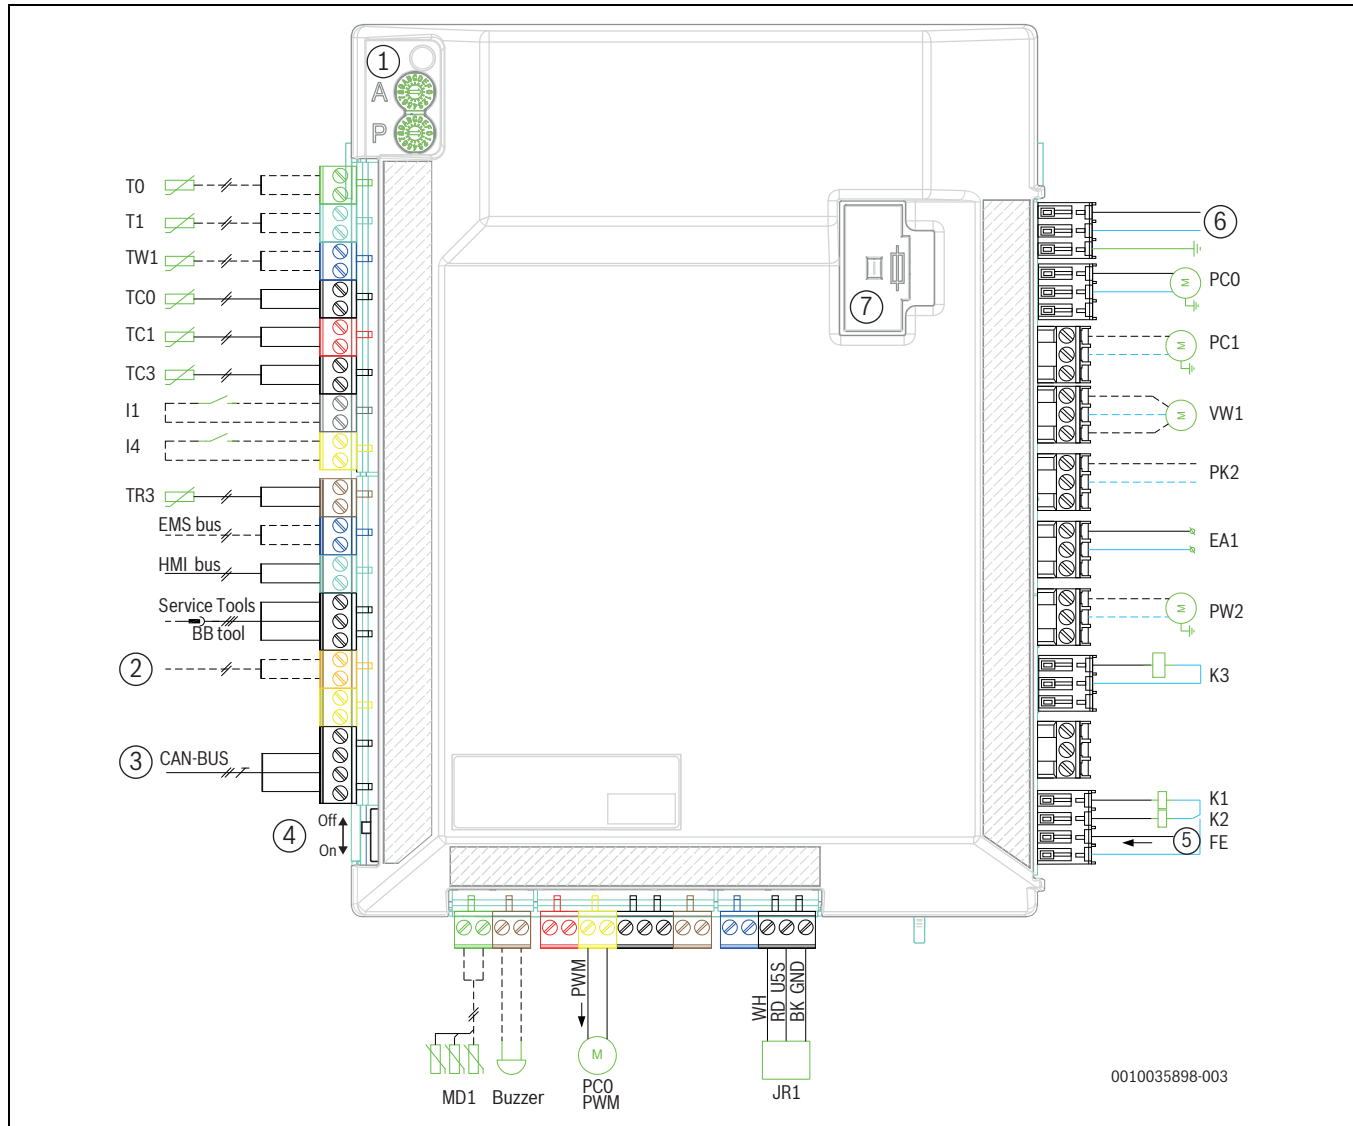 1
A
P
T0
T1
TW1
TC0
TC1
TC3
I1
I4
TR3
EMS bus
HMI bus
Service Tools
BB tool
2
3 CAN-BUS
4
Off
On
6
7
PC0
M
PC1
M
VW1
M
PK2
EA1
PW2
M
K3
K1
K2
5 FE
PWM
WH
RD U5S
BK GND
M
MD1
Buzzer
PC0
PWM
JR1
0010035898-003